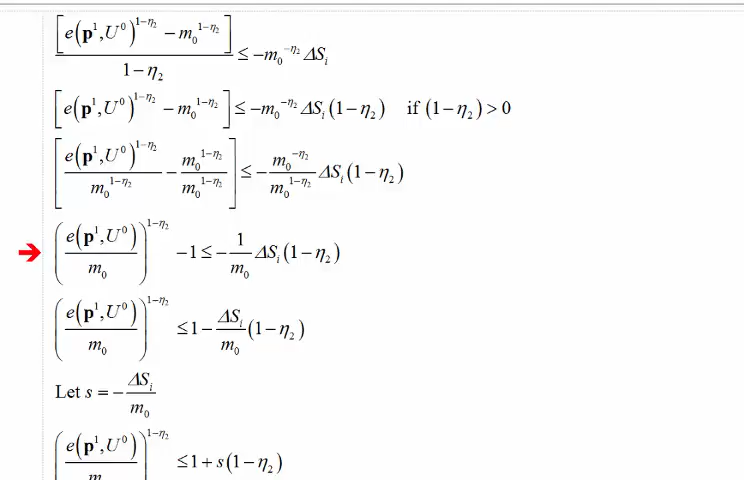 [e(p¹,U⁰)^{1−η₂} − m₀^{1−η₂}] / (1−η₂) ≤ −m₀^{−η₂} ΔSᵢ
[e(p¹,U⁰)^{1−η₂} − m₀^{1−η₂}] ≤ −m₀^{−η₂} ΔSᵢ(1−η₂) if (1−η₂) > 0
[e(p¹,U⁰)^{1−η₂} / m₀^{1−η₂} − m₀^{1−η₂} / m₀^{1−η₂}] ≤ − m₀^{−η₂} / m₀^{1−η₂} ΔSᵢ(1−η₂)
(e(p¹,U⁰) / m₀)^{1−η₂} −1 ≤ − 1 / m₀ ΔSᵢ(1−η₂)
(e(p¹,U⁰) / m₀)^{1−η₂} ≤ 1 − ΔSᵢ / m₀ (1−η₂)
Let s = − ΔSᵢ / m₀
(e(p¹,U⁰) / m)^{1−η₂} ≤ 1 + s(1−η₂)